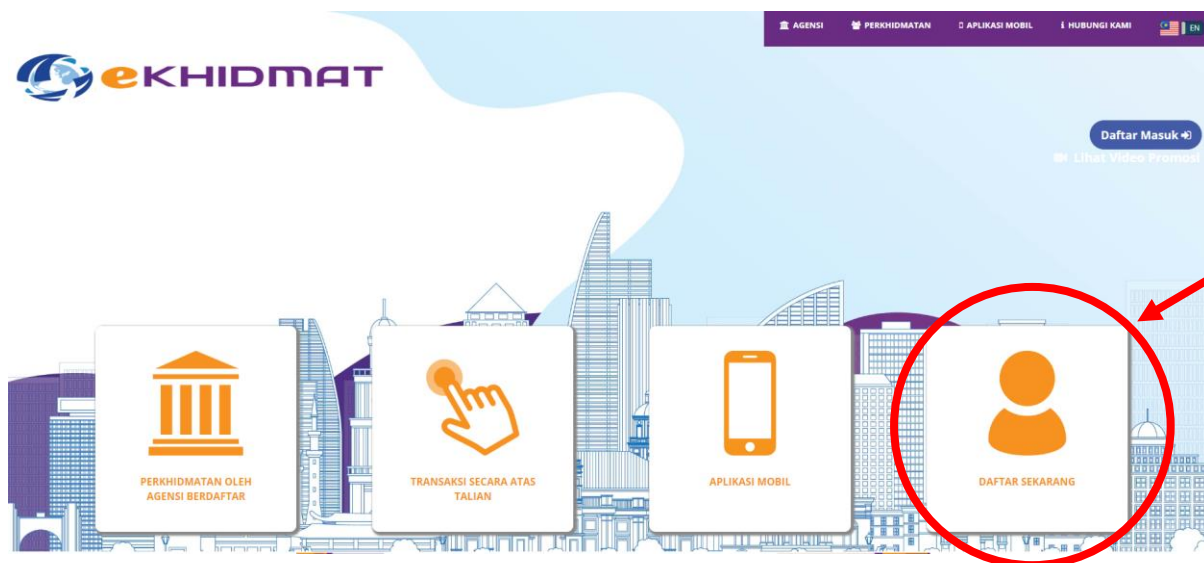 AGENSI
PERKHIDMATAN
APLIKASI MOBIL
HUBUNGI KAMI
EN
eKHIDMAT
Daftar Masuk
Lihat Video Promosi
PERKHIDMATAN OLEH
AGENSI BERDAFTAR
TRANSAKSI SECARA ATAS
TALIAN
APLIKASI MOBIL
DAFTAR SEKARANG